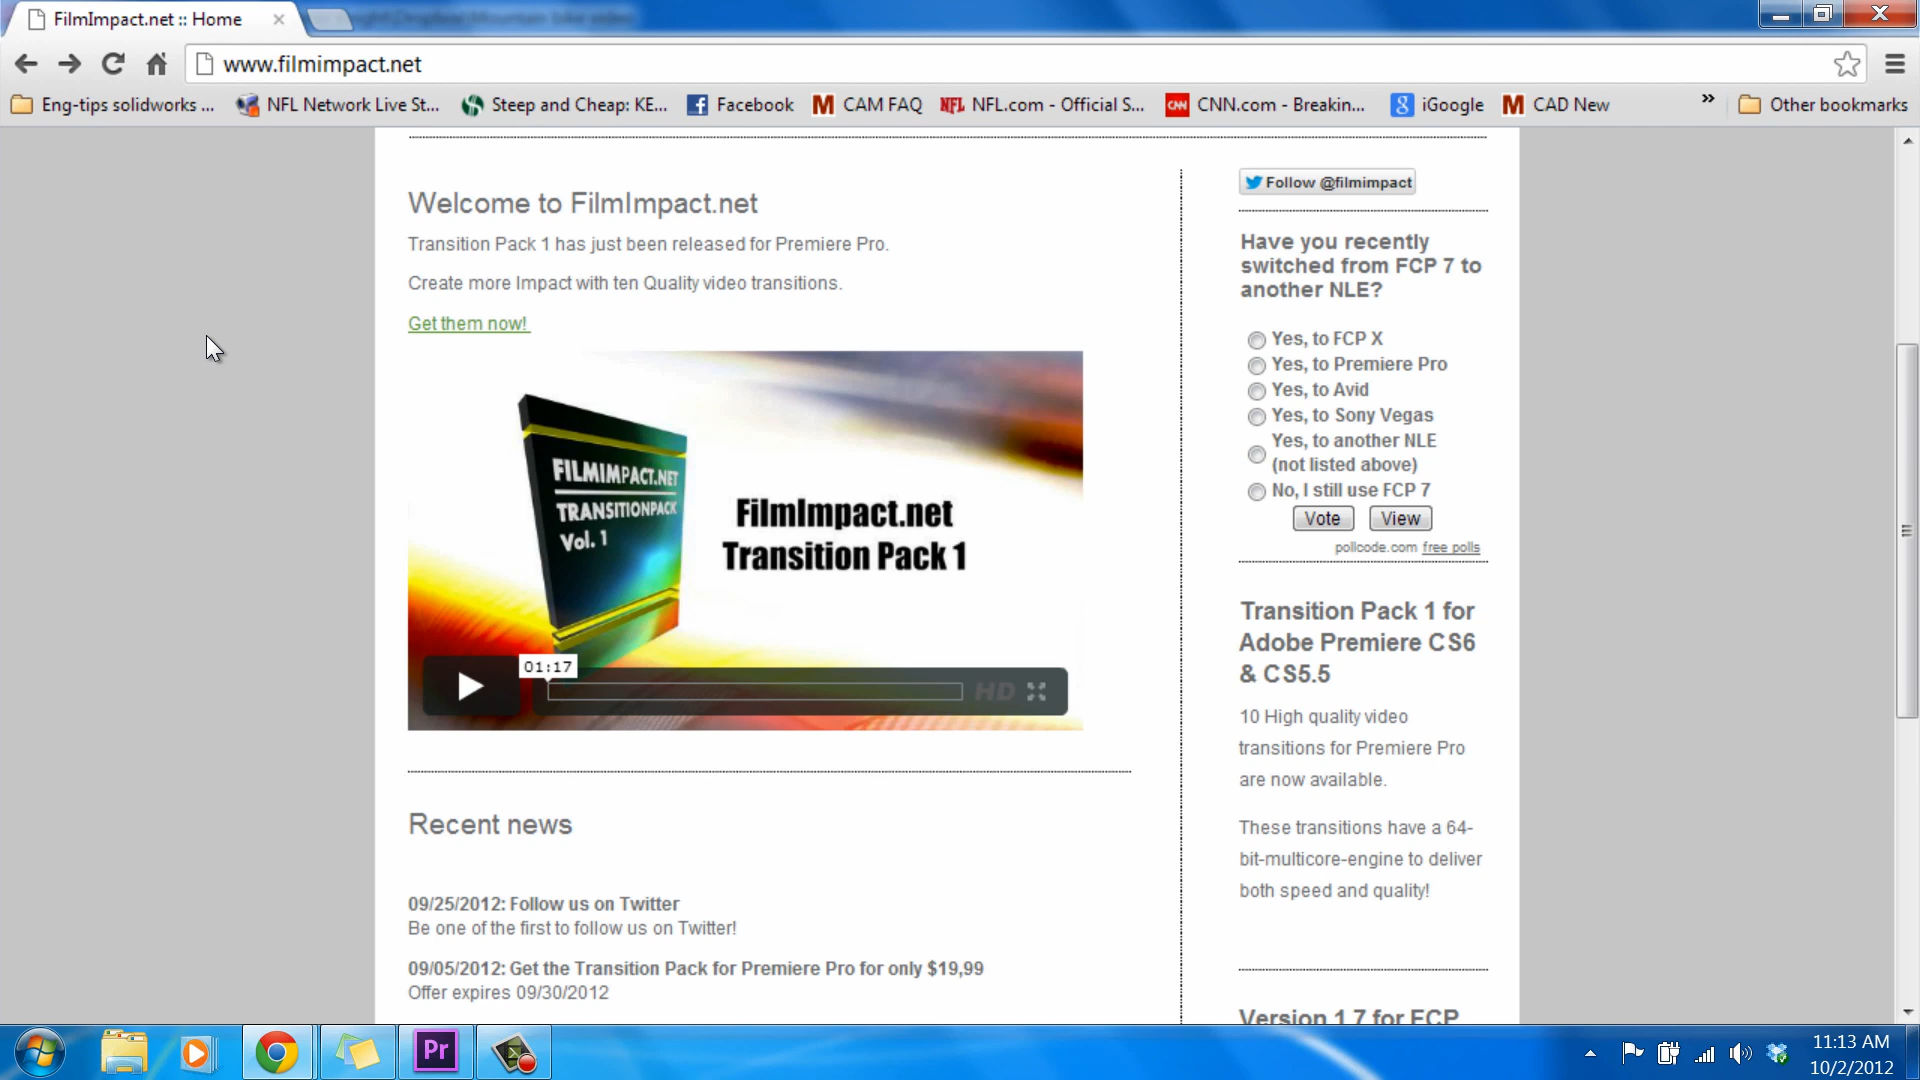 FilmImpact.net :: Home
www.filmimpact.net
Eng-tips solidworks ... NFL Network Live St... Steep and Cheap: KE... Facebook CAM FAQ NFL.com - Official S... CNN.com - Breakin... iGoogle CAD New » Other bookmarks
Welcome to FilmImpact.net
Transition Pack 1 has just been released for Premiere Pro.
Create more Impact with ten Quality video transitions.
Get them now!
FILMIMPACT.NET
TRANSITIONPACK
Vol. 1
FilmImpact.net
Transition Pack 1
01:17
HD
Recent news
09/25/2012: Follow us on Twitter
Be one of the first to follow us on Twitter!
09/05/2012: Get the Transition Pack for Premiere Pro for only $19,99
Offer expires 09/30/2012
Follow @filmimpact
Have you recently
switched from FCP 7 to
another NLE?
Yes, to FCP X
Yes, to Premiere Pro
Yes, to Avid
Yes, to Sony Vegas
Yes, to another NLE
(not listed above)
No, I still use FCP 7
Vote View
pollcode.com free polls
Transition Pack 1 for
Adobe Premiere CS6
& CS5.5
10 High quality video
transitions for Premiere Pro
are now available.
These transitions have a 64-
bit-multicore-engine to deliver
both speed and quality!
Version 1.7 for FCP
Pr
11:13 AM
10/2/2012